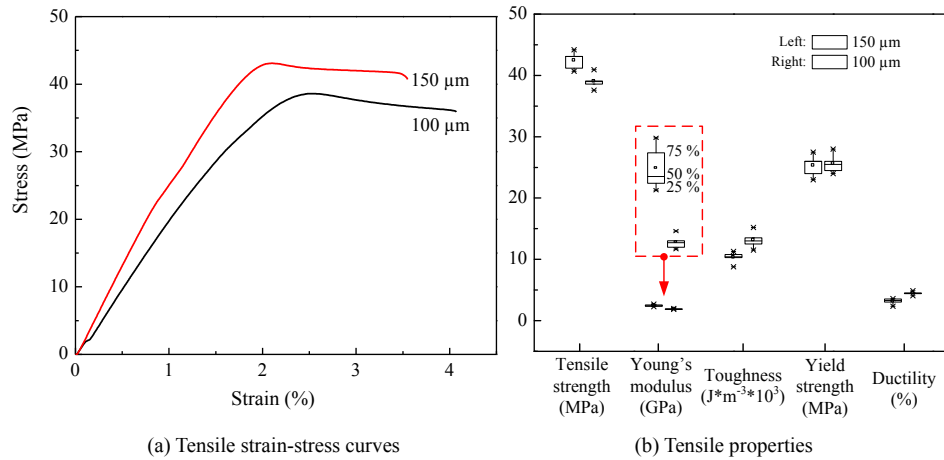 50
40
30
20
10
0
Stress (MPa)
150 µm
100 µm
0
1
2
3
4
Strain (%)
(a) Tensile strain-stress curves
50
40
30
20
10
0
Left: 150 µm
Right: 100 µm
75 %
50 %
25 %
Tensile
strength
(MPa)
Young's
modulus
(GPa)
Toughness
(J*m⁻³*10³)
Yield
strength
(MPa)
Ductility
(%)
(b) Tensile properties